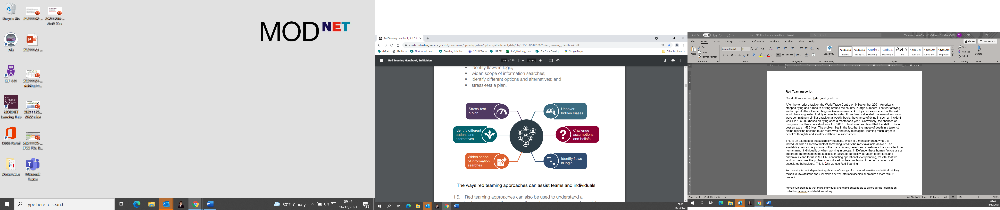 Recycle Bin
20211102-...
20211206-...
draft EOs
Alix
20211123_...
JSP 441
20211124-...
Training Pr...
MODNET
LEARNING
HUB
MODNET
Learning Hub
20211125...
2022 slide
O365 Portal
20211125-...
JP22 TOs D...
Documents
Microsoft
Teams
MOD NET
Type here to search
50°F Cloudy
09:46
16/12/2021
23
Red Teaming Handbook, 3rd Edi
assets.publishing.service.gov.uk/government/uploads/system/uploads/attachment_data/file/1027158/20210625-Red_Teaming_Handbook.pdf
defnet
JPA Portal
Northwood Headq...
Standing Joint Forc...
SFJHQ Teams
JSP 822
Staff_Working_Loca...
J7 - Force Develop...
Google Maps
Other bookmarks
Red Teaming Handbook, 3rd Edition
15 / 126
175%
• identify flaws in logic;
• widen scope of information searches;
• identify different options and alternatives; and
• stress-test a plan.
Stress-test
a plan
Uncover
hidden biases
Identify different
options and
alternatives
Challenge
assumptions
and beliefs
Widen scope
of information
searches
Identify flaws
in logic
The ways red teaming approaches can assist teams and individuals
1.6. Red teaming approaches can also be used to understand a
09:46
16/12/2021
AutoSave On
20211214-Red Teaming Script SFC - Saved
Search
Thomson, Jane Cdr (SJFHQ-Plans-ForceDev-SO1)
TJ
File Home Insert Design Layout References Mailings Review View Help
Share
Comments
Paste
Cut
Copy
Format Painter
Clipboard
Calibri (Body) 11
Font
Paragraph
Sensitivity
Sensitivity
AaBbCcDc
¶ Normal
AaBbCcDc
¶ No Spac...
AaBbCc
Heading 1
AaBbCc
Heading 2
AaB
Title
AaBbCcD
Subtitle
AaBbCcDc
Subtle Em...
AaBbCcDc
Emphasis
Styles
Find
Replace
Select
Editing
Dictate
Voice
Red Teaming script
Good afternoon Sirs, ladies and gentlemen.
After the terrorist attack on the World Trade Centre on 9 September 2001, Americans
stopped flying and turned to driving around the country in large numbers. The fear of flying
and a repeat attack loomed large in American minds. An objective assessment of the risk
would have suggested that flying was far safer. It has been calculated that even if terrorists
were committing a similar attack on a weekly basis, the chance of dying in such an incident
was 1 in 135,000 (based on flying once a month for a year). Conversely, the chances of
dying in a road traffic accident was 1 in 6,000. It has been calculated that the shift to driving
cost an extra 1,595 lives. The problem lies in the fact that the image of death in a terrorist
airline hijacking became much more vivid and easy to imagine, looming much larger in
people's thoughts and so affected their risk assessment.
This is an example of the availability heuristic, which is a mental shortcut where an
individual, when asked to think of something, recalls the most available answer. The
availability heuristic is just one of the many biases, beliefs and constraints that can affect the
human mind, individually or when working in groups. In Defence, these human factors are an
important determinant in the success or failure of our policy, strategy, operations and
endeavours and for us in SJFHQ, conducting operational level planning, it's vital that we
work to overcome the problems introduced by the complexity of the human mind and
associated behaviours. This is why we use Red Teaming.
Red teaming is the independent application of a range of structured, creative and critical thinking
techniques to assist the end user make a better-informed decision or produce a more robust
product.
human vulnerabilities that make individuals and teams susceptible to errors during information
collection, analysis and decision-making
Page 1 of 1 31 of 320 words
Display Settings
Focus
100%
09:46
16/12/2021